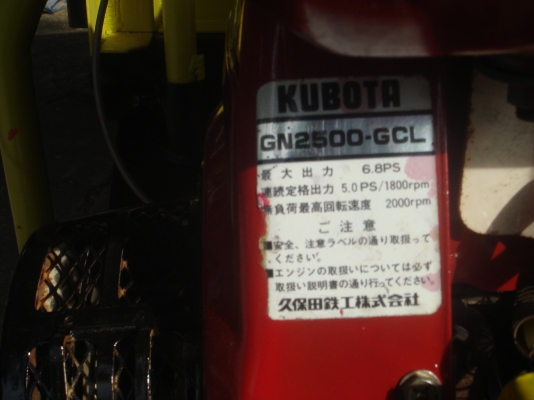 KUBOTA
GN2500-GCL
最大出力 6.8PS
連続定格出力 5.0PS/1800rpm
無負荷最高回転速度 2000rpm
ご注意
■安全、注意ラベルの通り取扱って
ください。
■エンジンの取扱いについては必ず
取扱い説明書の通り行ってください。
久保田鉄工株式会社